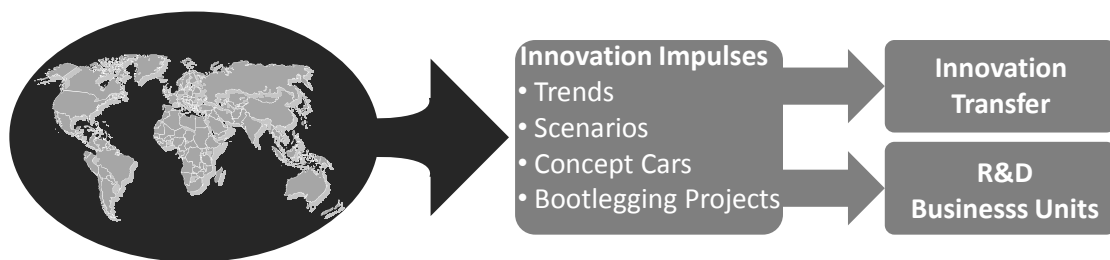 Innovation Impulses
• Trends
• Scenarios
• Concept Cars
• Bootlegging Projects
Innovation
Transfer
R&D
Businesss Units